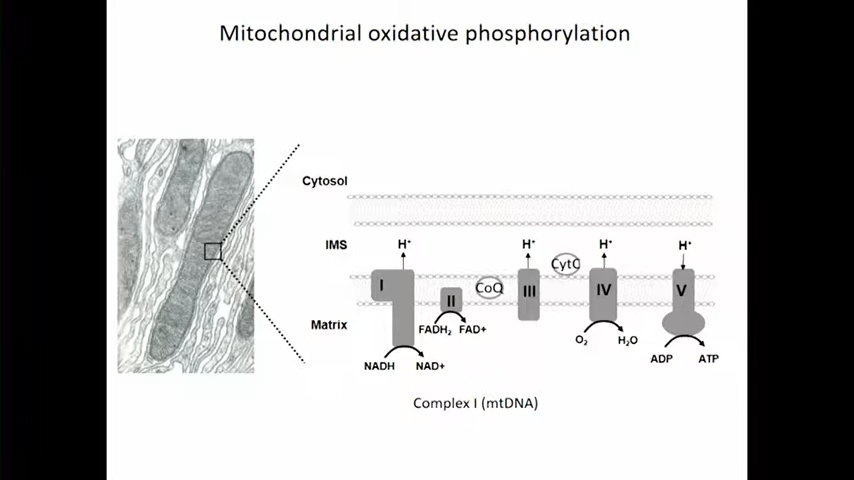 Mitochondrial oxidative phosphorylation
Cytosol
IMS
H⁺
H⁺
H⁺
H⁺
CytC
I
II
CoQ
III
IV
V
Matrix
FADH₂
FAD+
O₂
H₂O
NADH
NAD+
ADP
ATP
Complex I (mtDNA)